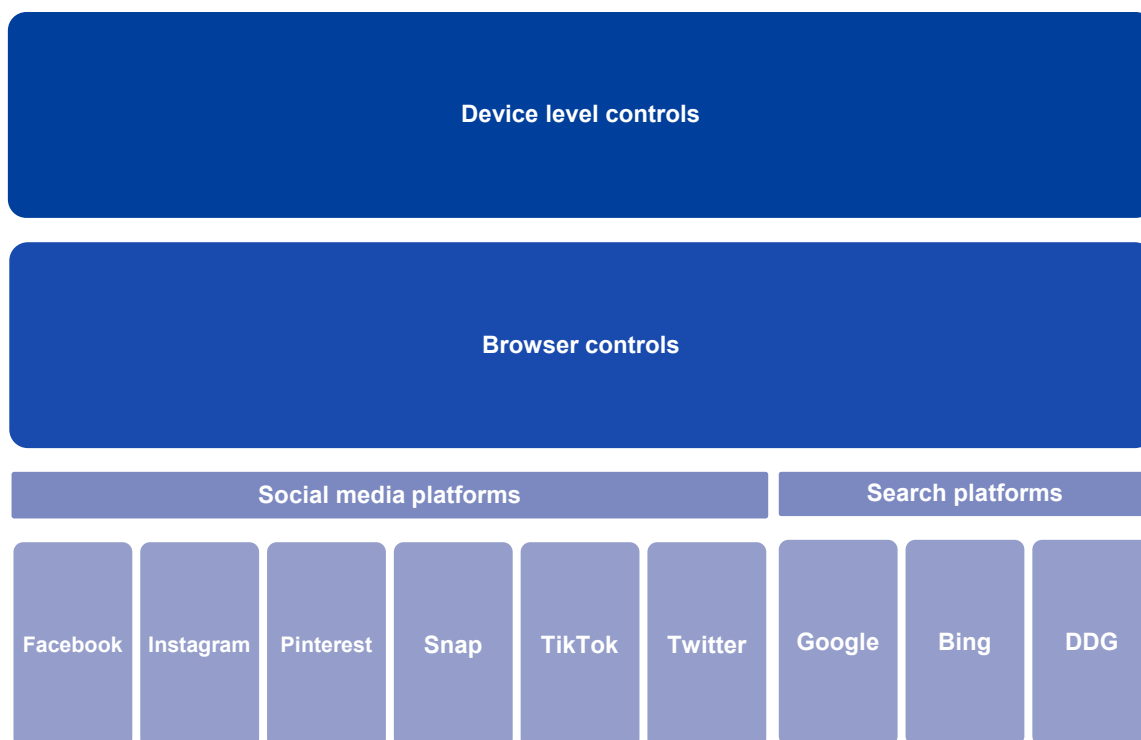 Device level controls
Browser controls
Social media platforms
Search platforms
Facebook
Instagram
Pinterest
Snap
TikTok
Twitter
Google
Bing
DDG